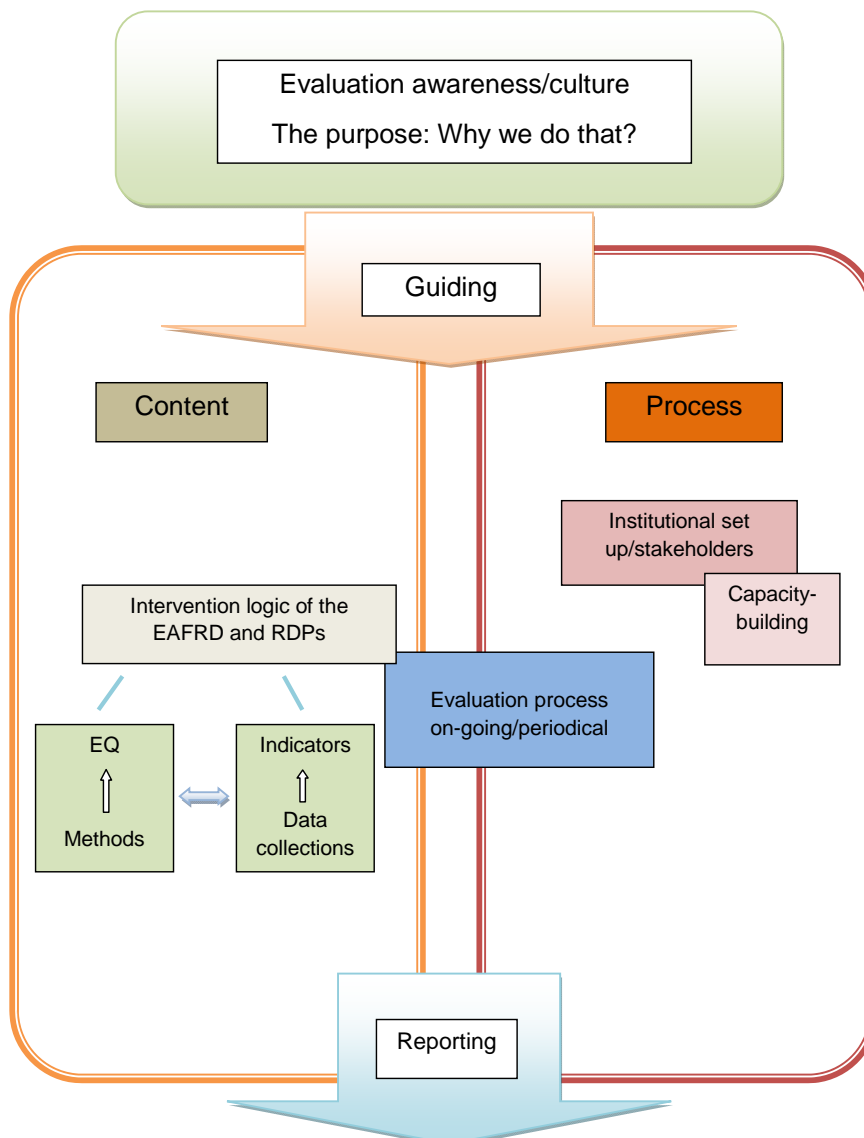 Evaluation awareness/culture
The purpose: Why we do that?
Guiding
Content
Process
Institutional set
up/stakeholders
Capacity-
building
Intervention logic of the
EAFRD and RDPs
Evaluation process
on-going/periodical
EQ
Methods
Indicators
Data
collections
Reporting